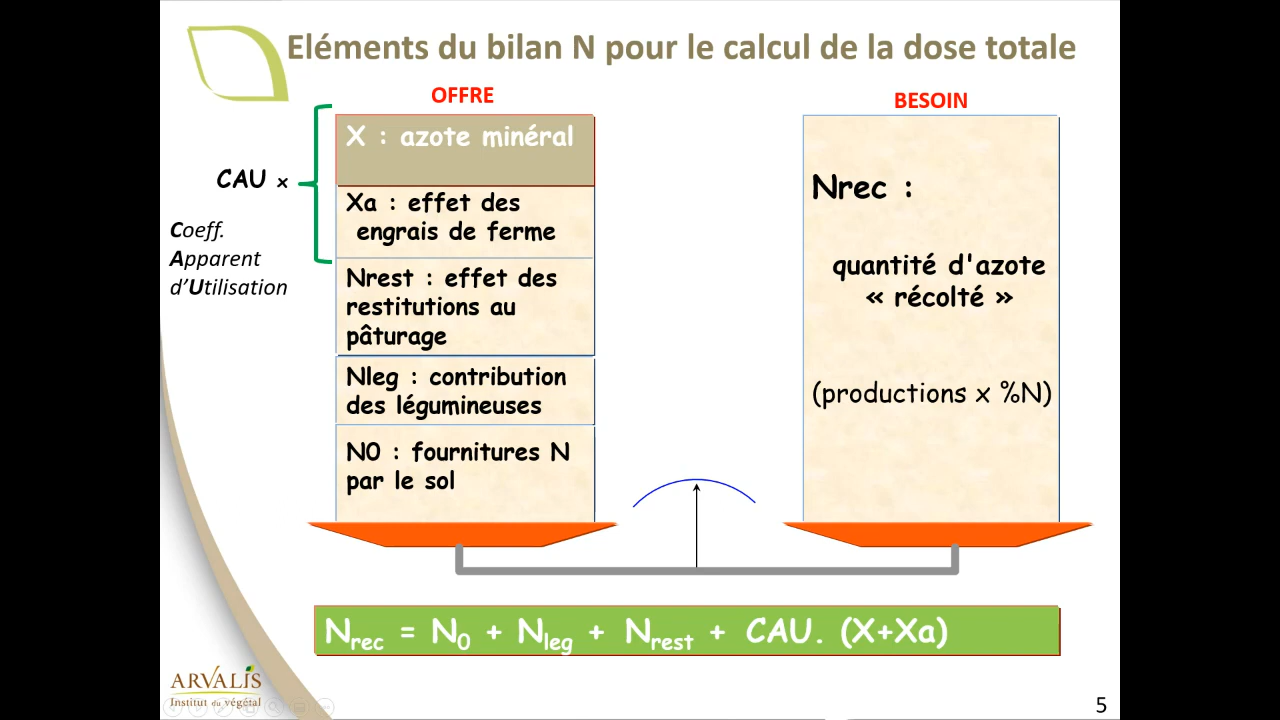 Eléments du bilan N pour le calcul de la dose totale
OFFRE
BESOIN
X : azote minéral
CAU x
Coeff.
Apparent
d'Utilisation
Xa : effet des
engrais de ferme
Nrest : effet des
restitutions au
pâturage
Nleg : contribution
des légumineuses
N0 : fournitures N
par le sol
Nrec :
quantité d'azote
« récolté »
(productions x %N)
Nrec = N0 + Nleg + Nrest + CAU. (X+Xa)
ARVALIS
Institut du végétal
5